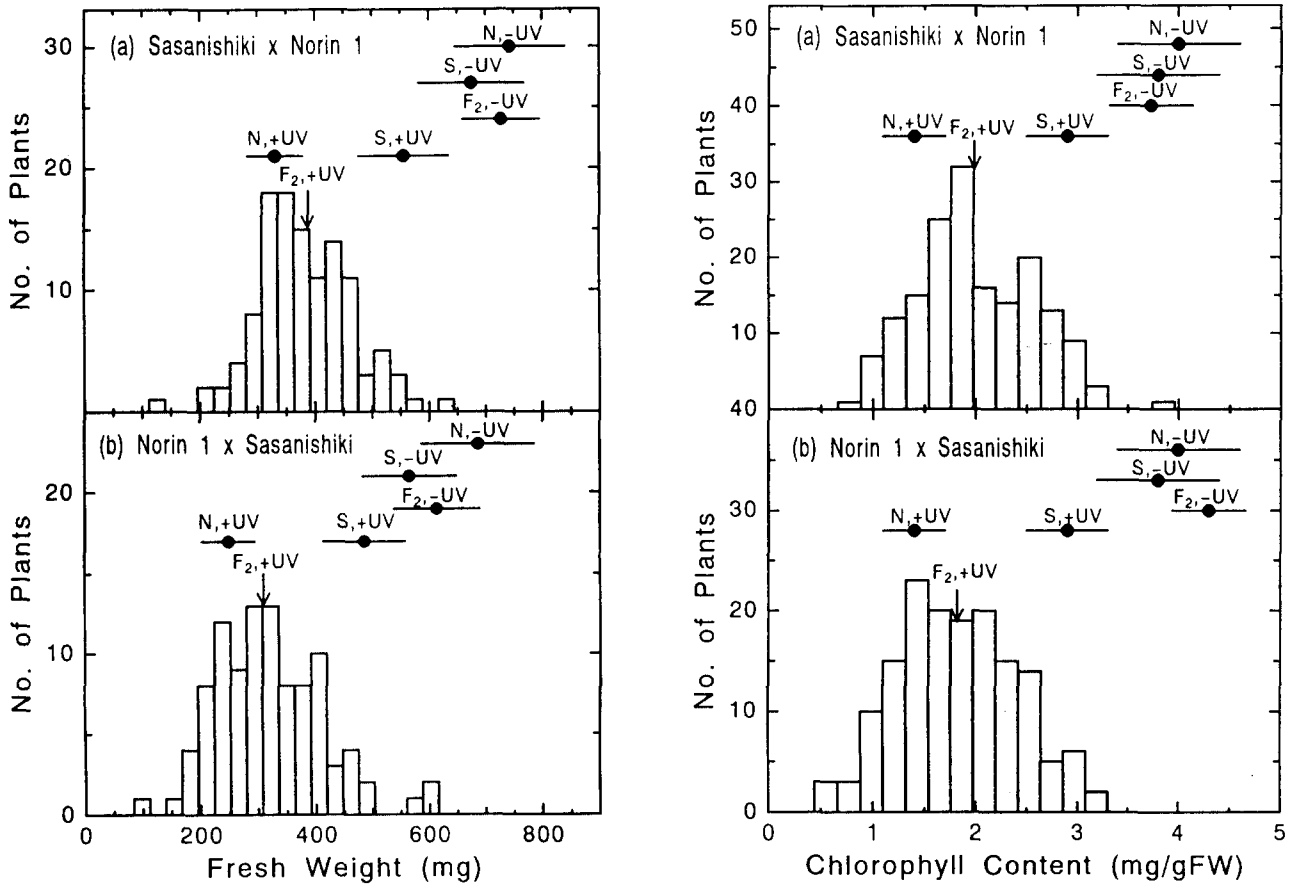 (a) Sasanishiki x Norin 1
N,-UV
S,-UV
F2,-UV
N,+UV
S,+UV
F2,+UV
30
20
10
No. of Plants
(b) Norin 1 x Sasanishiki
N,-UV
S,-UV
F2,-UV
N,+UV
S,+UV
F2,+UV
20
10
0
No. of Plants
0 200 400 600 800
Fresh Weight (mg)
(a) Sasanishiki x Norin 1
N,-UV
S,-UV
F2,-UV
N,+UV
F2,+UV
S,+UV
53
50
40
30
20
10
No. of Plants
40
(b) Norin 1 x Sasanishiki
N,-UV
S,-UV
F2,-UV
N,+UV
S,+UV
F2,+UV
30
20
10
0
No. of Plants
0 1 2 3 4 5
Chlorophyll Content (mg/gFW)